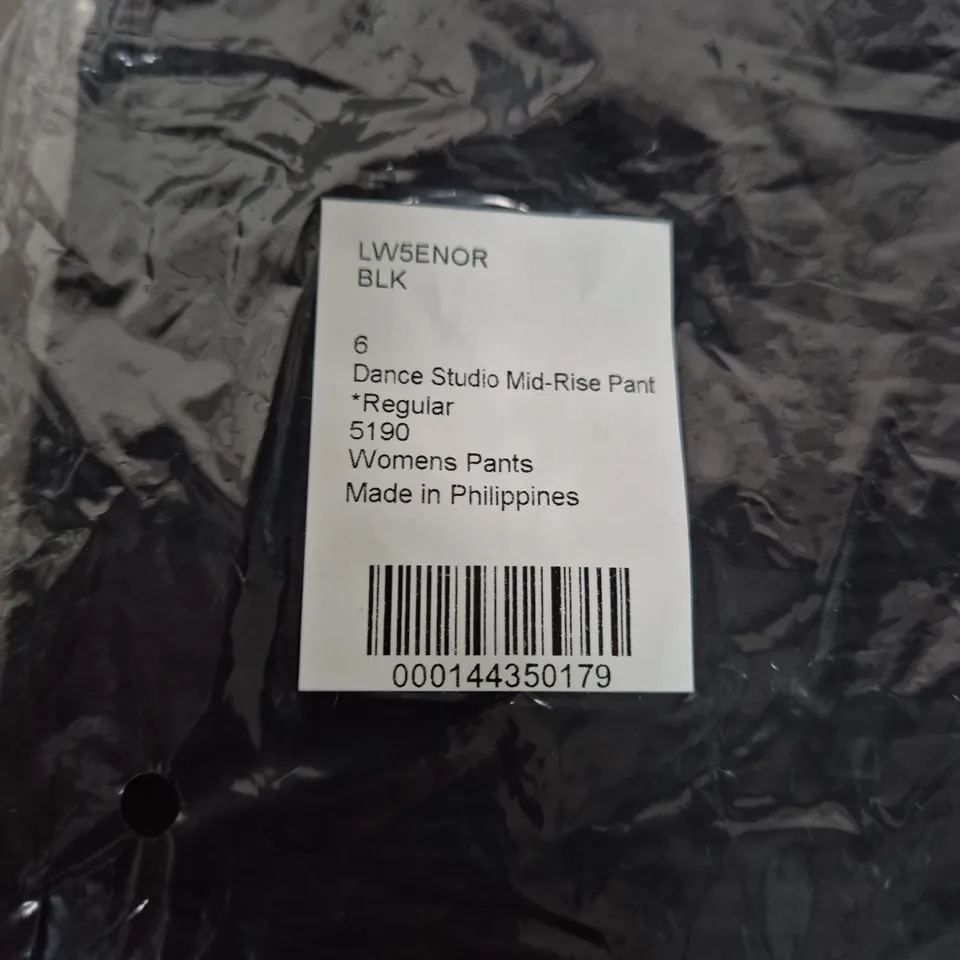 LW5ENOR
BLK
6
Dance Studio Mid-Rise Pant
*Regular
5190
Womens Pants
Made in Philippines
000144350179